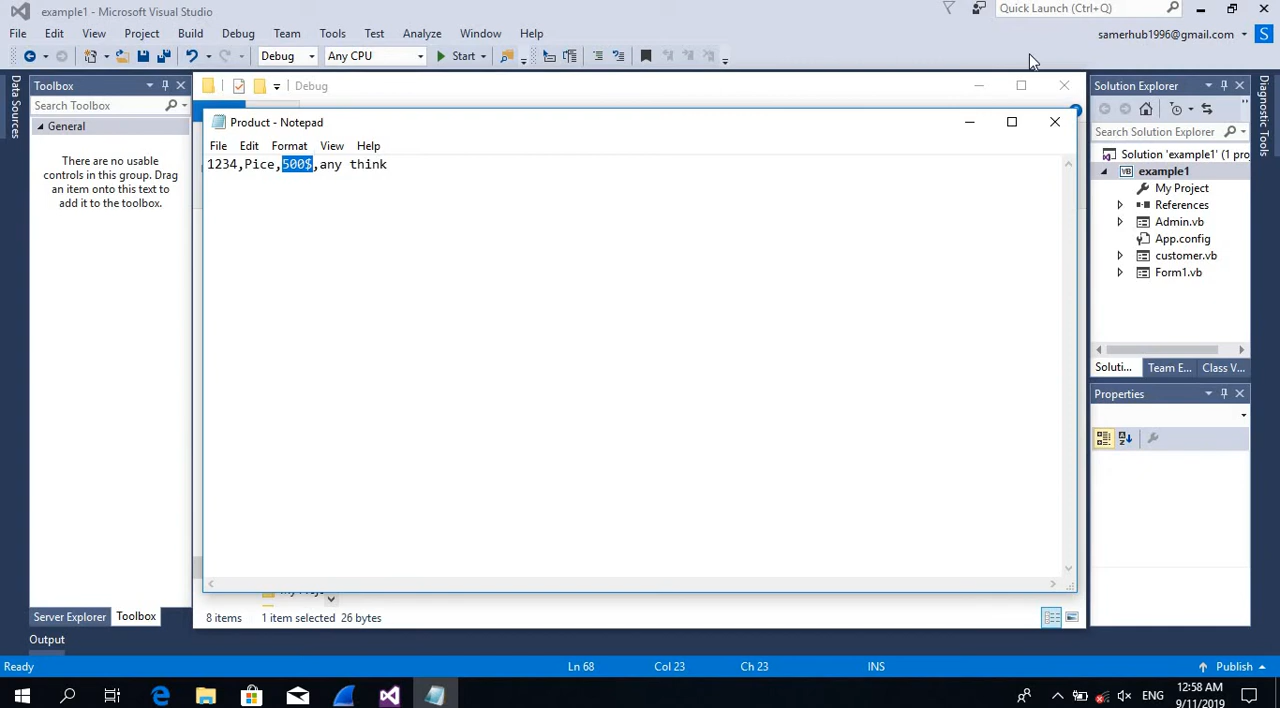 example1 - Microsoft Visual Studio
Quick Launch (Ctrl+Q)
File Edit View Project Build Debug Team Tools Test Analyze Window Help
samerhub1996@gmail.com S
Debug Any CPU Start
Data Sources
Toolbox
Search Toolbox
General
There are no usable
controls in this group. Drag
an item onto this text to
add it to the toolbox.
Server Explorer Toolbox
Debug
Product - Notepad
File Edit Format View Help
1234,Pice,500$,any think
8 items 1 item selected 26 bytes
Solution Explorer
Search Solution Explorer
Solution 'example1' (1 proj
VB example1
My Project
References
Admin.vb
App.config
customer.vb
Form1.vb
Soluti... Team E... Class V...
Properties
Diagnostic Tools
Output
Ready Ln 68 Col 23 Ch 23 INS Publish
ENG 12:58 AM
9/11/2019